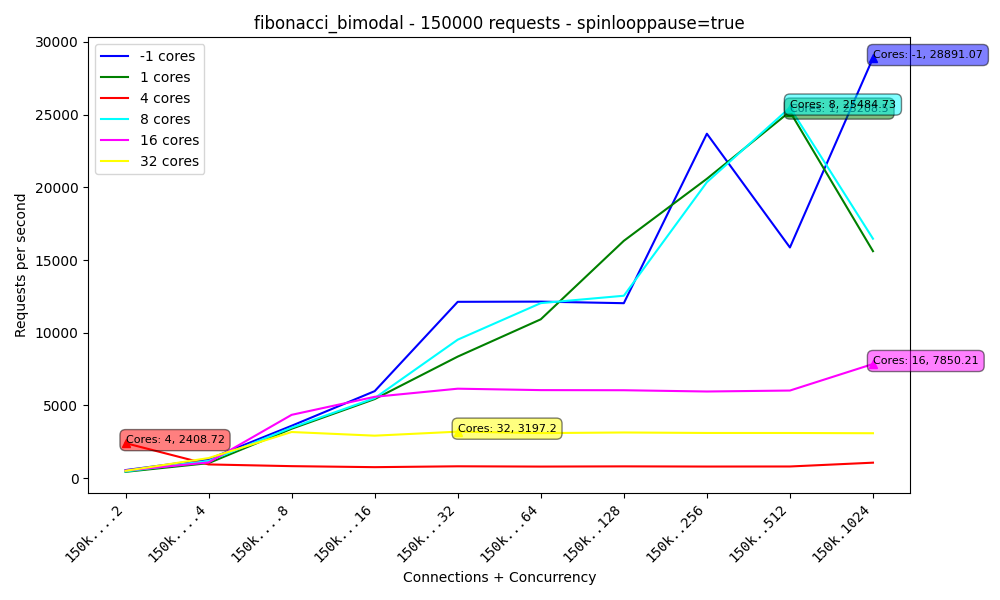 fibonacci_bimodal - 150000 requests - spinlooppause=true
30000
25000
20000
15000
10000
5000
0
Requests per second
-1 cores
1 cores
4 cores
8 cores
16 cores
32 cores
Cores: -1, 28891.07
Cores: 8, 25484.73
Cores: 1,
Cores: 16, 7850.21
Cores: 32, 3197.2
Cores: 4, 2408.72
150k....2
150k....4
150k....8
150k...16
150k...32
150k...64
150k..128
150k..256
150k..512
150k.1024
Connections + Concurrency